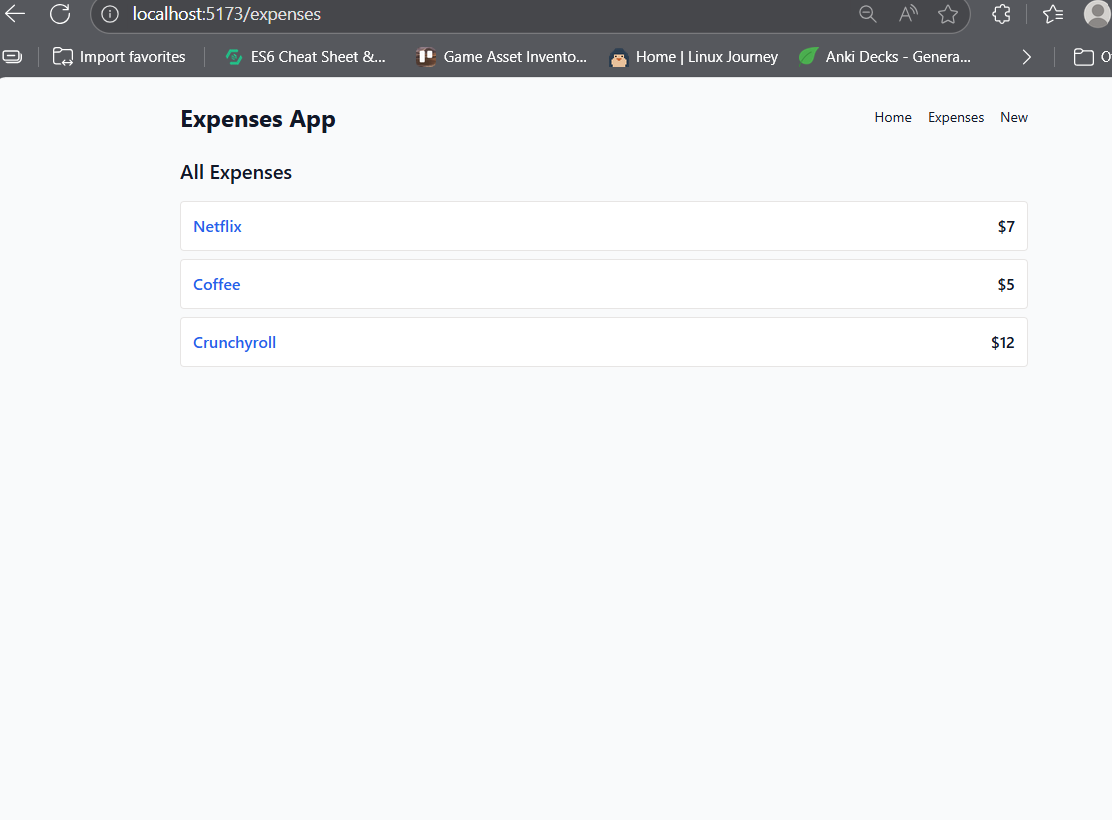 localhost:5173/expenses
Import favorites ES6 Cheat Sheet &... Game Asset Invento... Home | Linux Journey Anki Decks - Genera...
Expenses App Home Expenses New
All Expenses
Netflix $7
Coffee $5
Crunchyroll $12